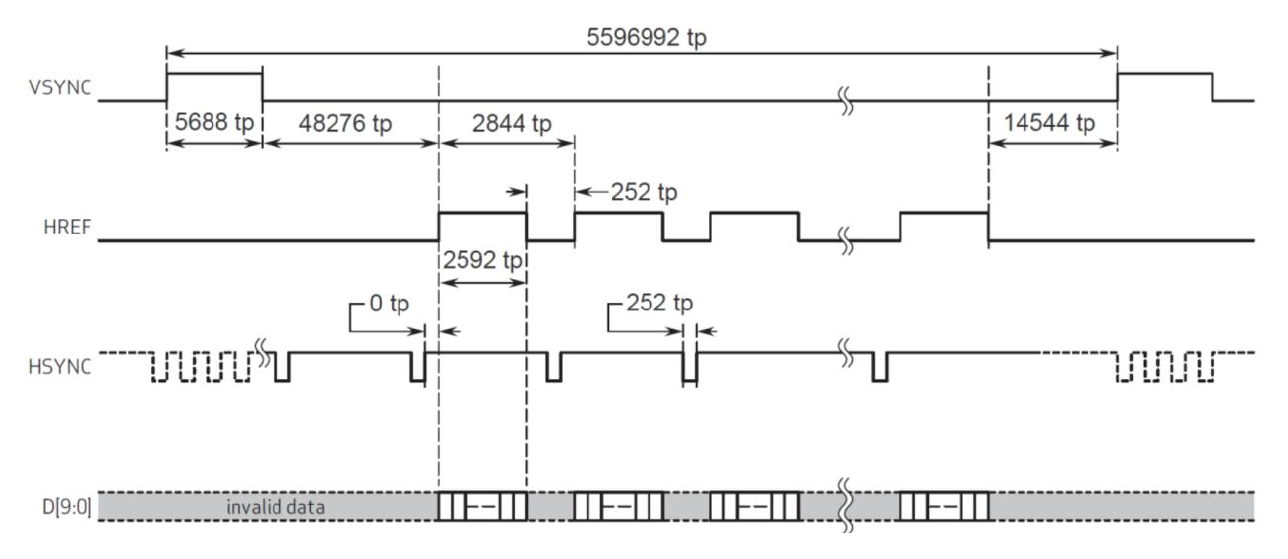 5596992 tp
VSYNC
5688 tp 48276 tp 2844 tp 14544 tp
252 tp
HREF
2592 tp
0 tp 252 tp
HSYNC
D[9:0] invalid data